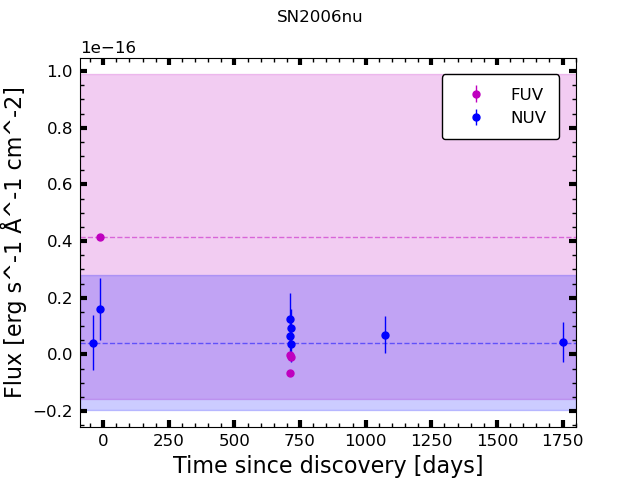 SN2006nu
1e−16
Flux [erg s^-1 Å^-1 cm^-2]
1.0
0.8
0.6
0.4
0.2
0.0
−0.2
FUV
NUV
0 250 500 750 1000 1250 1500 1750
Time since discovery [days]